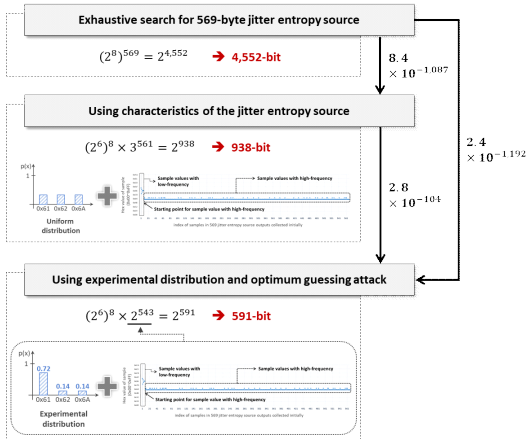 Exhaustive search for 569-byte jitter entropy source
(2^8)^569 = 2^4,552 ➔ 4,552-bit
8.4
× 10^−1.087
2.4
× 10^−1.192
Using characteristics of the jitter entropy source
(2^6)^8 × 3^561 = 2^938 ➔ 938-bit
p(x)
1
0x61 0x62 0x6A
Uniform
distribution
Sample values with
low-frequency
Sample values with high-frequency
Starting point for sample value with high-frequency
Index of samples in 569 jitter entropy source outputs collected initially
2.8
× 10^−104
Using experimental distribution and optimum guessing attack
(2^6)^8 × 2^543 = 2^591 ➔ 591-bit
p(x)
1
0.72
0.14 0.14
0x61 0x62 0x6A
Experimental
distribution
Sample values with
low-frequency
Sample values with high-frequency
Starting point for sample value with high-frequency
Index of samples in 569 jitter entropy source outputs collected initially